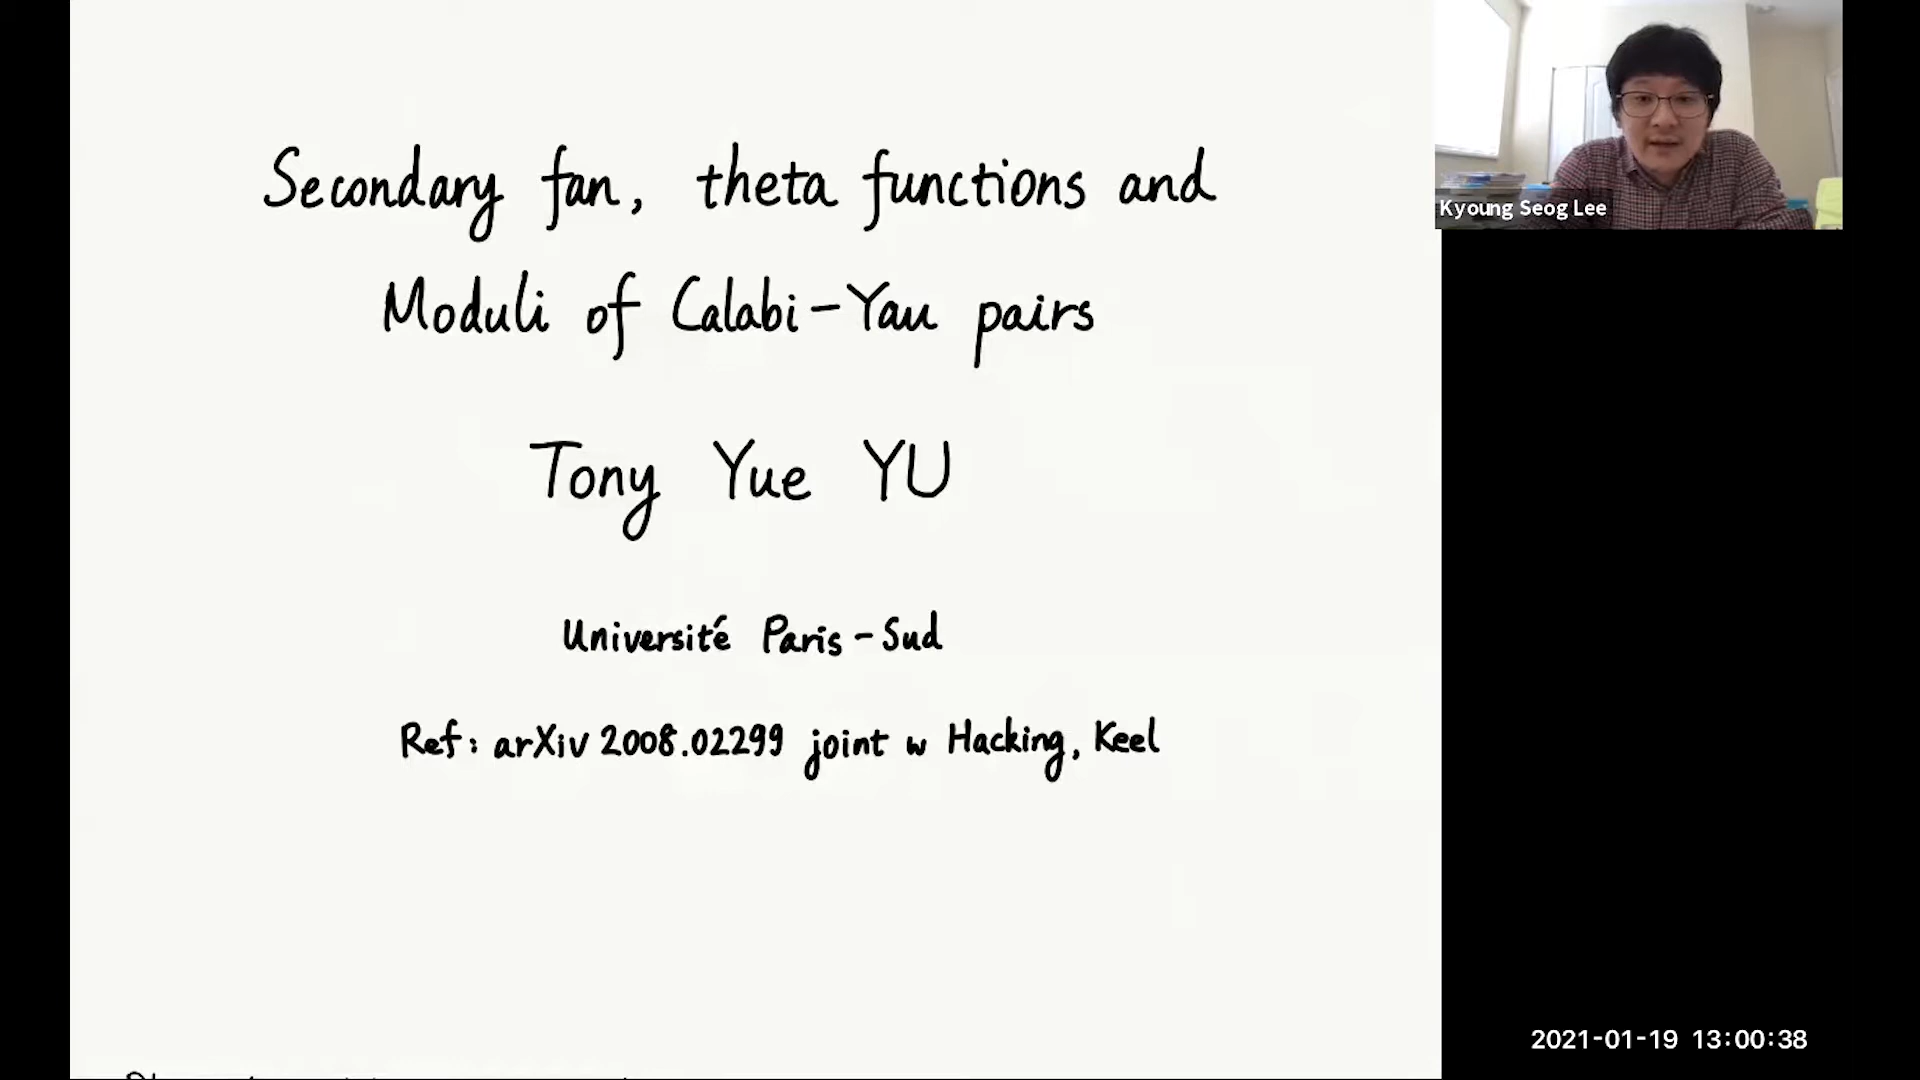 Secondary fan, theta functions and
Moduli of Calabi-Yau pairs
Tony Yue YU
Université Paris-Sud
Ref: arXiv 2008.02299 joint w Hacking, Keel
Kyoung Seog Lee
2021-01-19 13:00:38